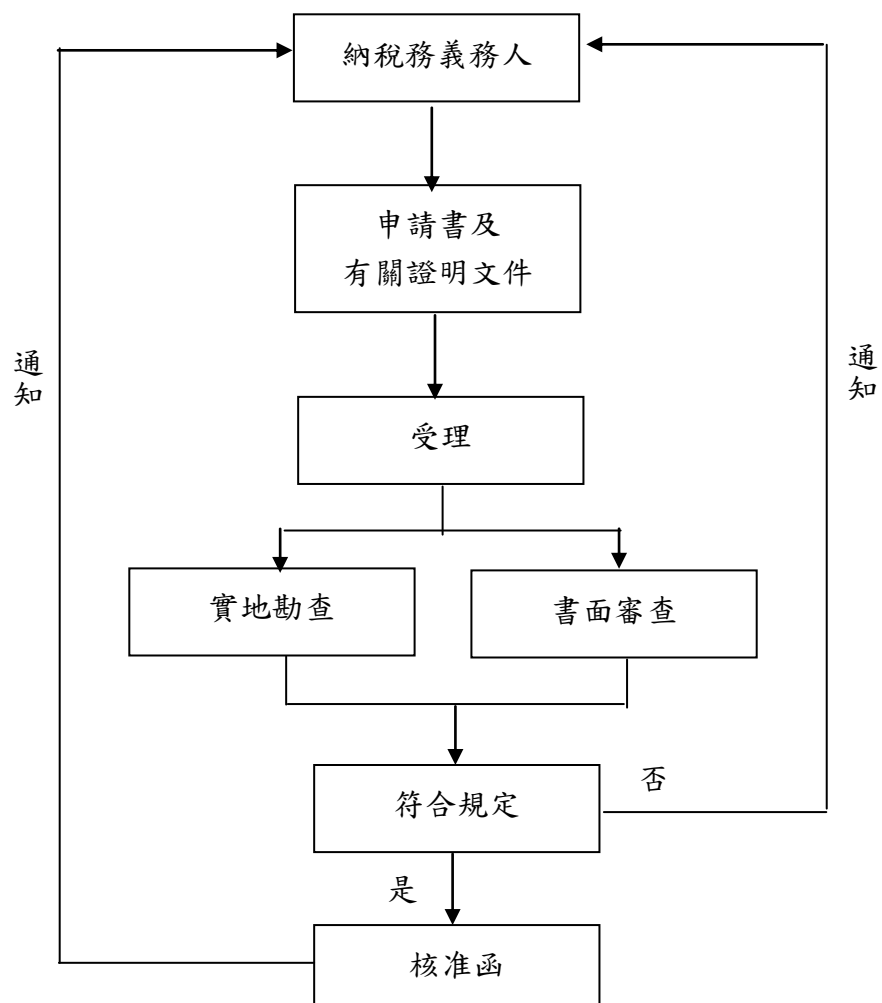 納稅務義務人
申請書及
有關證明文件
通知
通知
受理
實地勘查
書面審查
符合規定
否
是
核准函